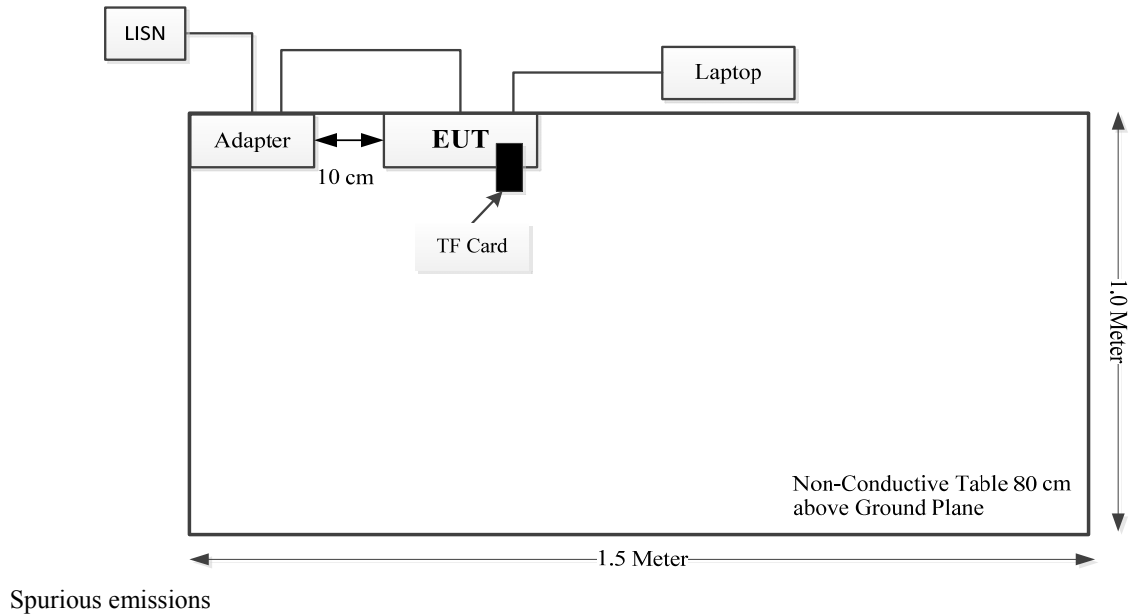 LISN
Laptop
Adapter
EUT
10 cm
TF Card
1.0 Meter
Non-Conductive Table 80 cm
above Ground Plane
1.5 Meter
Spurious emissions